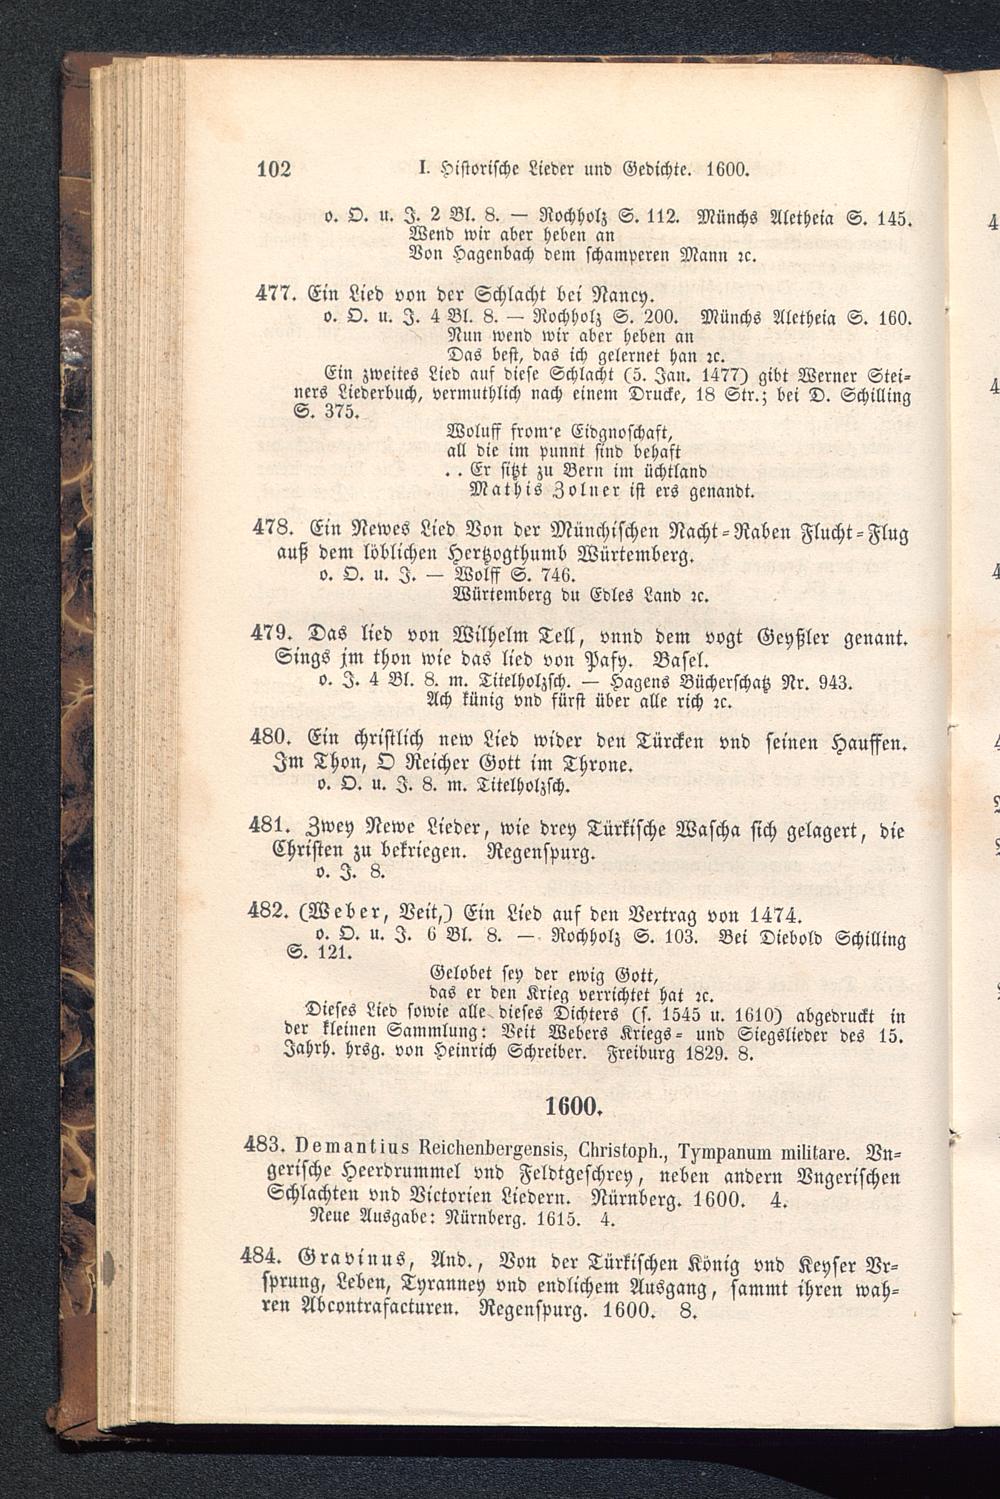 102 I. Historische Lieder und Gedichte. 1600.
o. O. u. J. 2 Bl. 8. — Rochholz S. 112. Münchs Aletheia S. 145.
Wend wir aber heben an
Von Hagenbach dem schamperen Mann ꝛc.
477. Ein Lied von der Schlacht bei Nancy.
o. O. u. J. 4 Bl. 8. — Rochholz S. 200. Münchs Aletheia S. 160.
Nun wend wir aber heben an
Das best, das ich gelernet han ꝛc.
Ein zweites Lied auf diese Schlacht (5. Jan. 1477) gibt Werner Stei-
ners Liederbuch, vermuthlich nach einem Drucke, 18 Str.; bei D. Schilling
S. 375.
Woluff from'e Eidgnoschaft,
all die im punnt sind behaft
. . Er sitzt zu Bern im üchtland
Mathis Zolner ist ers genandt.
478. Ein Newes Lied Von der Münchischen Nacht-Raben Flucht-Flug
auß dem löblichen Hertzogthumb Würtemberg.
o. O. u. J. — Wolff S. 746.
Würtemberg du Edles Land ꝛc.
479. Das lied von Wilhelm Tell, vnnd dem vogt Geyßler genant.
Sings jm thon wie das lied von Pafy. Basel.
o. J. 4 Bl. 8. m. Titelholzsch. — Hagens Bücherschatz Nr. 943.
Ach künig vnd fürst über alle rich ꝛc.
480. Ein christlich new Lied wider den Türcken vnd seinen Hauffen.
Im Thon, O Reicher Gott im Throne.
o. O. u. J. 8. m. Titelholzsch.
481. Zwey Newe Lieder, wie drey Türkische Wascha sich gelagert, die
Christen zu bekriegen. Regenspurg.
o. J. 8.
482. (Weber, Veit,) Ein Lied auf den Vertrag von 1474.
o. O. u. J. 6 Bl. 8. — Rochholz S. 103. Bei Diebold Schilling
S. 121.
Gelobet sey der ewig Gott,
das er den Krieg verrichtet hat ꝛc.
Dieses Lied sowie alle dieses Dichters (s. 1545 u. 1610) abgedruckt in
der kleinen Sammlung: Veit Webers Kriegs- und Siegslieder des 15.
Jahrh. hrsg. von Heinrich Schreiber. Freiburg 1829. 8.
1600.
483. Demantius Reichenbergensis, Christoph., Tympanum militare. Vn-
gerische Heerdrummel vnd Feldtgeschrey, neben andern Vngerischen
Schlachten vnd Victorien Liedern. Nürnberg. 1600. 4.
Neue Ausgabe: Nürnberg. 1615. 4.
484. Gravinus, And., Von der Türkischen König vnd Keyser Vr-
sprung, Leben, Tyranney vnd endlichem Ausgang, sammt ihren wah-
ren Abcontrafacturen. Regenspurg. 1600. 8.